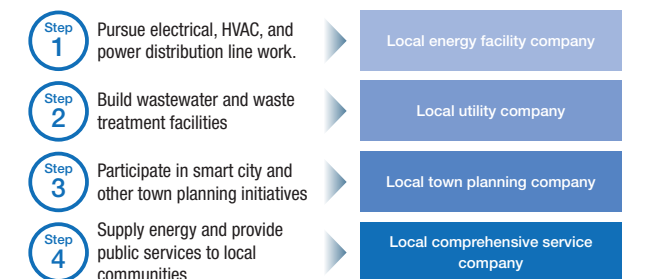 Step
1
Pursue electrical, HVAC, and
power distribution line work.
Local energy facility company
Step
2
Build wastewater and waste
treatment facilities
Local utility company
Step
3
Participate in smart city and
other town planning initiatives
Local town planning company
Step
4
Supply energy and provide
public services to local
communities
Local comprehensive service
company